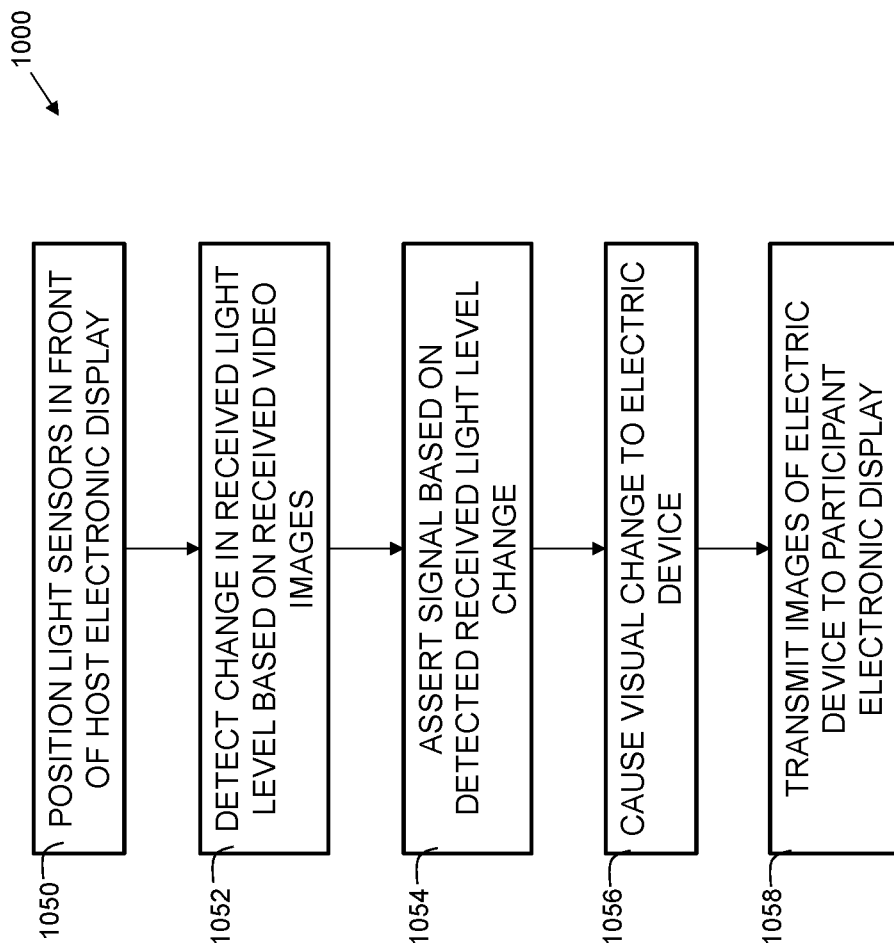 1000
1050
POSITION LIGHT SENSORS IN FRONT
OF HOST ELECTRONIC DISPLAY
1052
DETECT CHANGE IN RECEIVED LIGHT
LEVEL BASED ON RECEIVED VIDEO
IMAGES
1054
ASSERT SIGNAL BASED ON
DETECTED RECEIVED LIGHT LEVEL
CHANGE
1056
CAUSE VISUAL CHANGE TO ELECTRIC
DEVICE
1058
TRANSMIT IMAGES OF ELECTRIC
DEVICE TO PARTICIPANT
ELECTRONIC DISPLAY